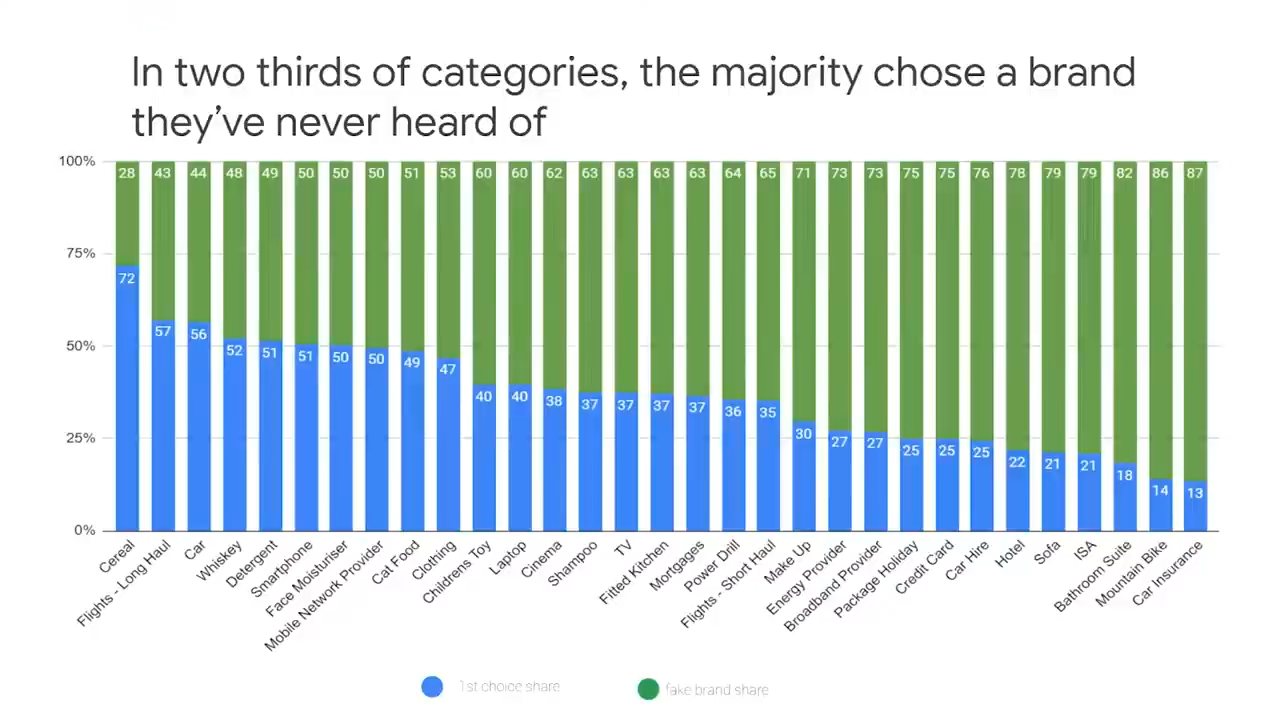 In two thirds of categories, the majority chose a brand
they've never heard of
100%
28 43 44 48 49 50 50 50 51 53 60 60 62 63 63 63 63 64 65 71 73 73 75 75 76 78 79 79 82 86 87
75%
72
57 56
50%
52 51 51 50 50 49 47
40 40 38 37 37 37 37 36 35
25%
30 27 27 25 25 25 22 21 21 18 14 13
0%
Cereal
Flights - Long Haul
Car
Whiskey
Detergent
Smartphone
Face Moisturiser
Mobile Network Provider
Cat Food
Clothing
Childrens Toy
Laptop
Cinema
Shampoo
TV
Fitted Kitchen
Mortgages
Power Drill
Flights - Short Haul
Make Up
Energy Provider
Broadband Provider
Package Holiday
Credit Card
Car Hire
Hotel
Sofa
ISA
Bathroom Suite
Mountain Bike
Car Insurance
1st choice share
fake brand share